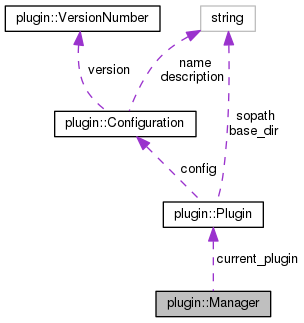 plugin::VersionNumber
string
version
name
description
plugin::Configuration
sopath
base_dir
config
plugin::Plugin
current_plugin
plugin::Manager